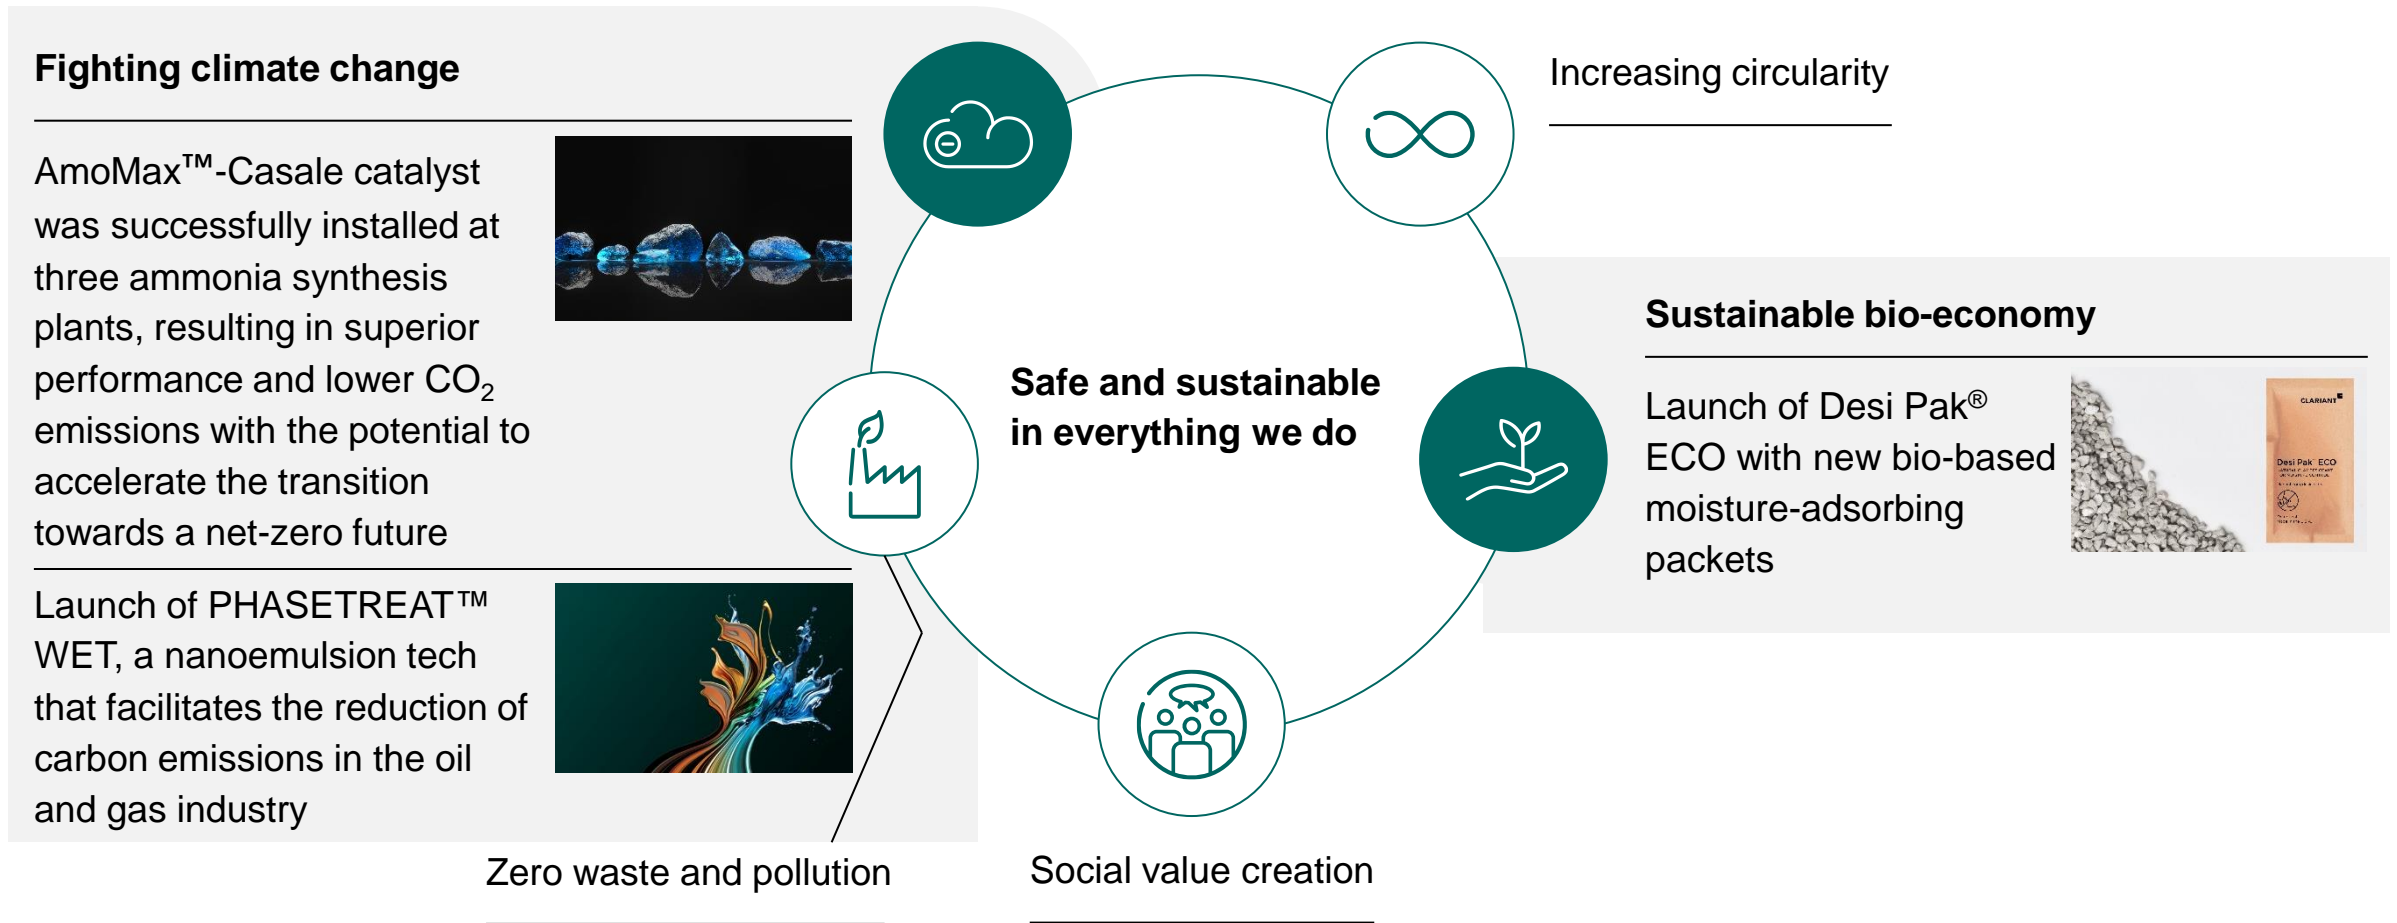 Fighting climate change
AmoMax™-Casale catalyst
was successfully installed at
three ammonia synthesis
plants, resulting in superior
performance and lower CO₂
emissions with the potential to
accelerate the transition
towards a net-zero future
Launch of PHASETREAT™
WET, a nanoemulsion tech
that facilitates the reduction of
carbon emissions in the oil
and gas industry
Zero waste and pollution
Safe and sustainable
in everything we do
Social value creation
Increasing circularity
Sustainable bio-economy
Launch of Desi Pak®
ECO with new bio-based
moisture-adsorbing
packets
CLARIANT
Desi Pak ECO